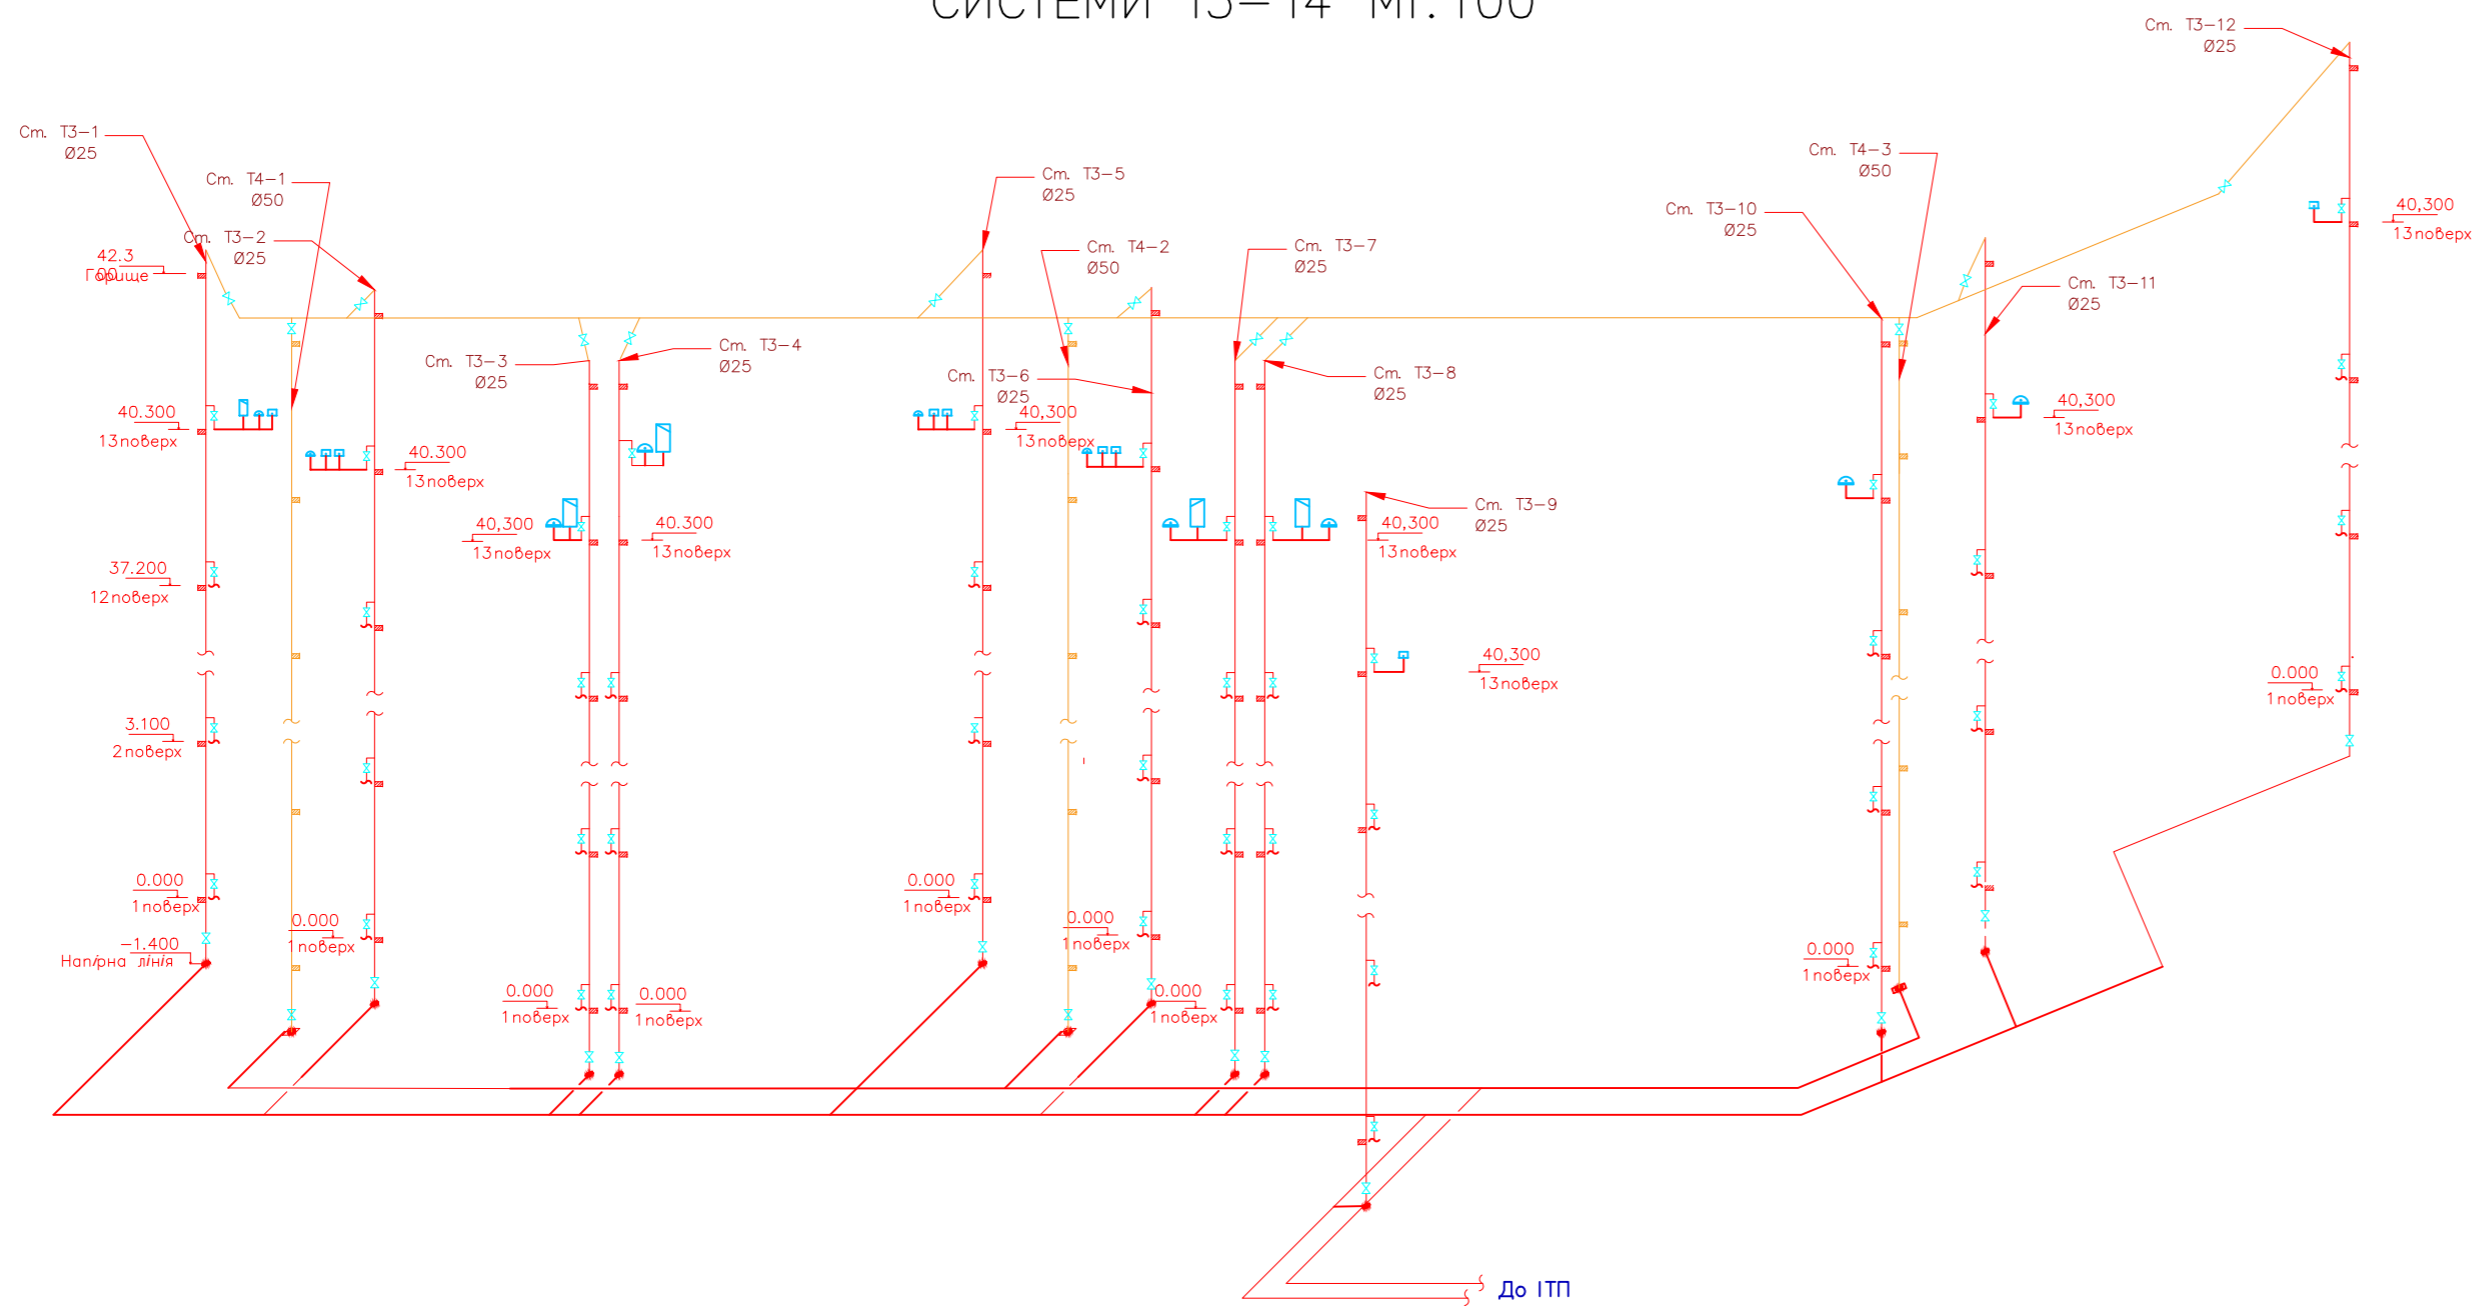 СИСТЕМИ Т3-Т4 М1:100
Ст. Т3-12
Ø25
Ст. Т3-1
Ø25
Ст. Т4-1
Ø50
Ст. Т3-5
Ø25
Ст. Т4-3
Ø50
Ст. Т3-2
Ø25
Ст. Т4-2
Ø50
Ст. Т3-7
Ø25
Ст. Т3-10
Ø25
40,300
13поверх
42.3
00
Горище
Ст. Т3-11
Ø25
Ст. Т3-3
Ø25
Ст. Т3-4
Ø25
Ст. Т3-6
Ø25
Ст. Т3-8
Ø25
40.300
13поверх
40.300
13поверх
40,300
13поверх
40,300
13поверх
40,300
13поверх
40.300
13поверх
Ст. Т3-9
Ø25
40,300
13поверх
37.200
12поверх
40,300
13поверх
0.000
1поверх
3.100
2поверх
0.000
1поверх
0.000
1поверх
0.000
1поверх
0.000
1поверх
-1.400
Напірна лінія
0.000
1поверх
0.000
1поверх
0.000
1поверх
0.000
1поверх
До ІТП